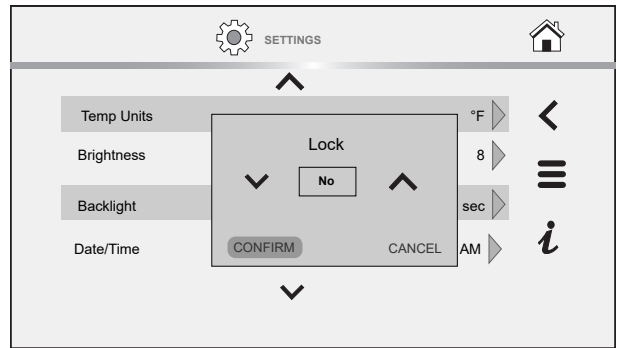 SETTINGS
Temp Units °F
Lock
Brightness 8
No
Backlight sec
CONFIRM CANCEL
Date/Time AM